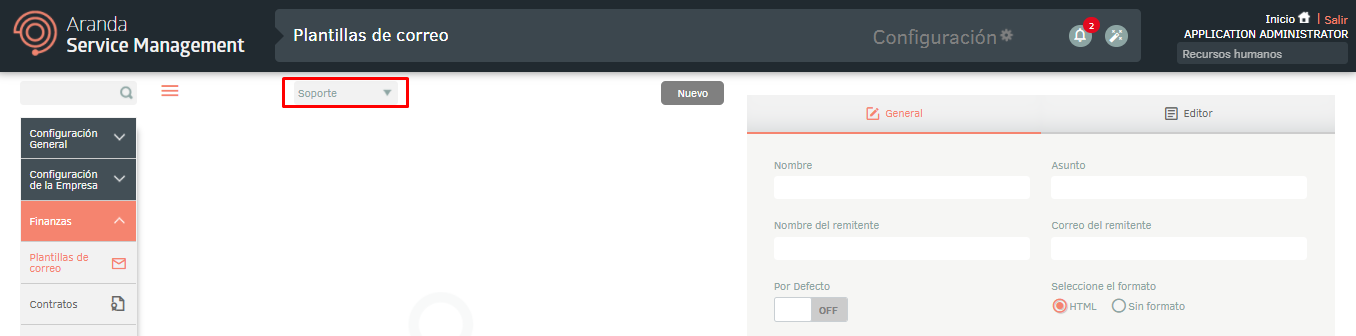 Aranda
Service Management
Plantillas de correo
Configuración
2
Inicio | Salir
APPLICATION ADMINISTRATOR
Recursos humanos
Soporte
Nuevo
Configuración
General
Configuración
de la Empresa
Finanzas
Plantillas de
correo
Contratos
General
Editor
Nombre
Asunto
Nombre del remitente
Correo del remitente
Por Defecto
Seleccione el formato
OFF
HTML
Sin formato